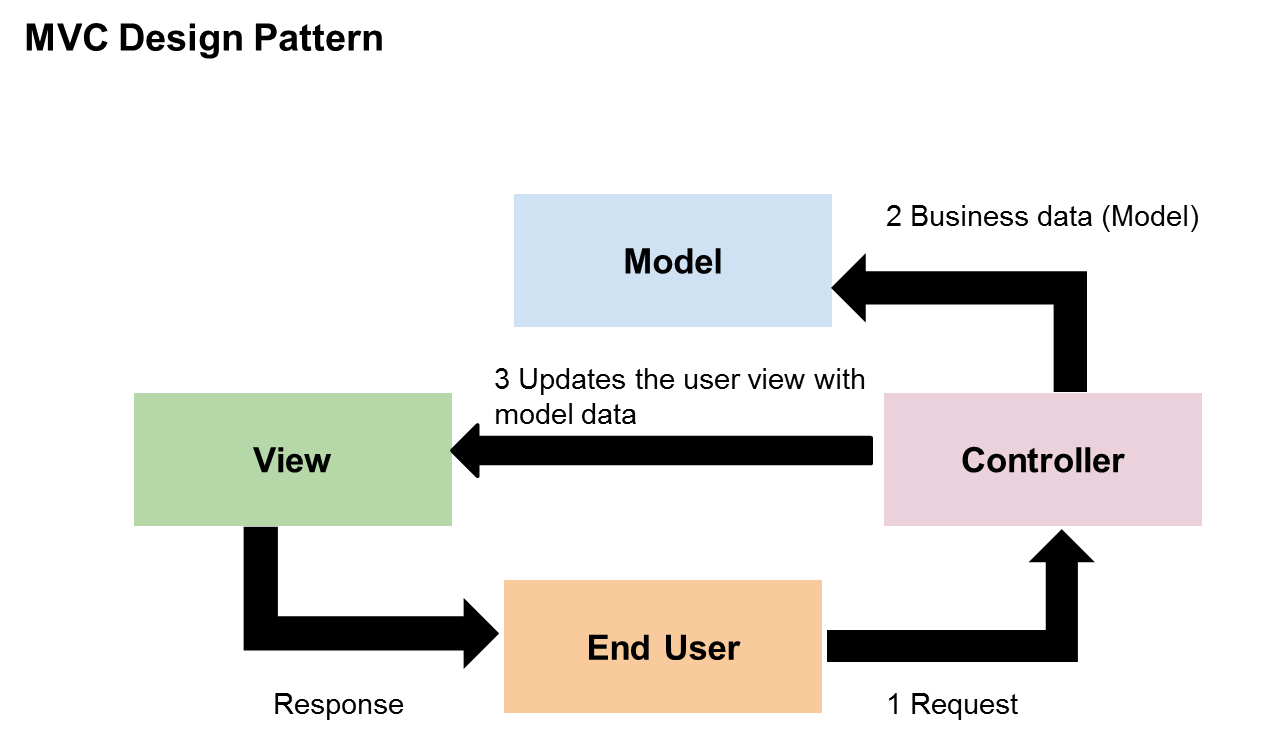 MVC Design Pattern
2 Business data (Model)
Model
3 Updates the user view with
model data
View
Controller
End User
Response
1 Request